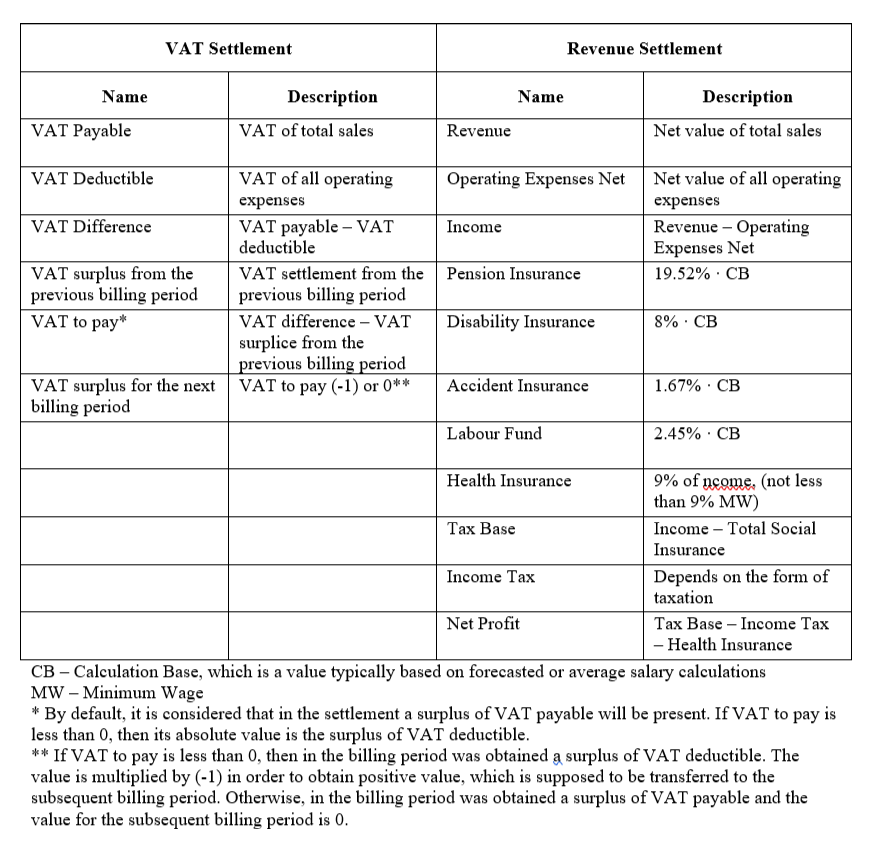 VAT Settlement
Revenue Settlement
Name
Description
Name
Description
VAT Payable
VAT of total sales
Revenue
Net value of total sales
VAT Deductible
VAT of all operating
expenses
Operating Expenses Net
Net value of all operating
expenses
VAT Difference
VAT payable – VAT
deductible
Income
Revenue – Operating
Expenses Net
VAT surplus from the
previous billing period
VAT settlement from the
previous billing period
Pension Insurance
19.52% · CB
VAT to pay*
VAT difference – VAT
surplice from the
previous billing period
Disability Insurance
8% · CB
VAT surplus for the next
billing period
VAT to pay (-1) or 0**
Accident Insurance
1.67% · CB
Labour Fund
2.45% · CB
Health Insurance
9% of ncome, (not less
than 9% MW)
Tax Base
Income – Total Social
Insurance
Income Tax
Depends on the form of
taxation
Net Profit
Tax Base – Income Tax
– Health Insurance
CB – Calculation Base, which is a value typically based on forecasted or average salary calculations
MW – Minimum Wage
* By default, it is considered that in the settlement a surplus of VAT payable will be present. If VAT to pay is
less than 0, then its absolute value is the surplus of VAT deductible.
** If VAT to pay is less than 0, then in the billing period was obtained a surplus of VAT deductible. The
value is multiplied by (-1) in order to obtain positive value, which is supposed to be transferred to the
subsequent billing period. Otherwise, in the billing period was obtained a surplus of VAT payable and the
value for the subsequent billing period is 0.